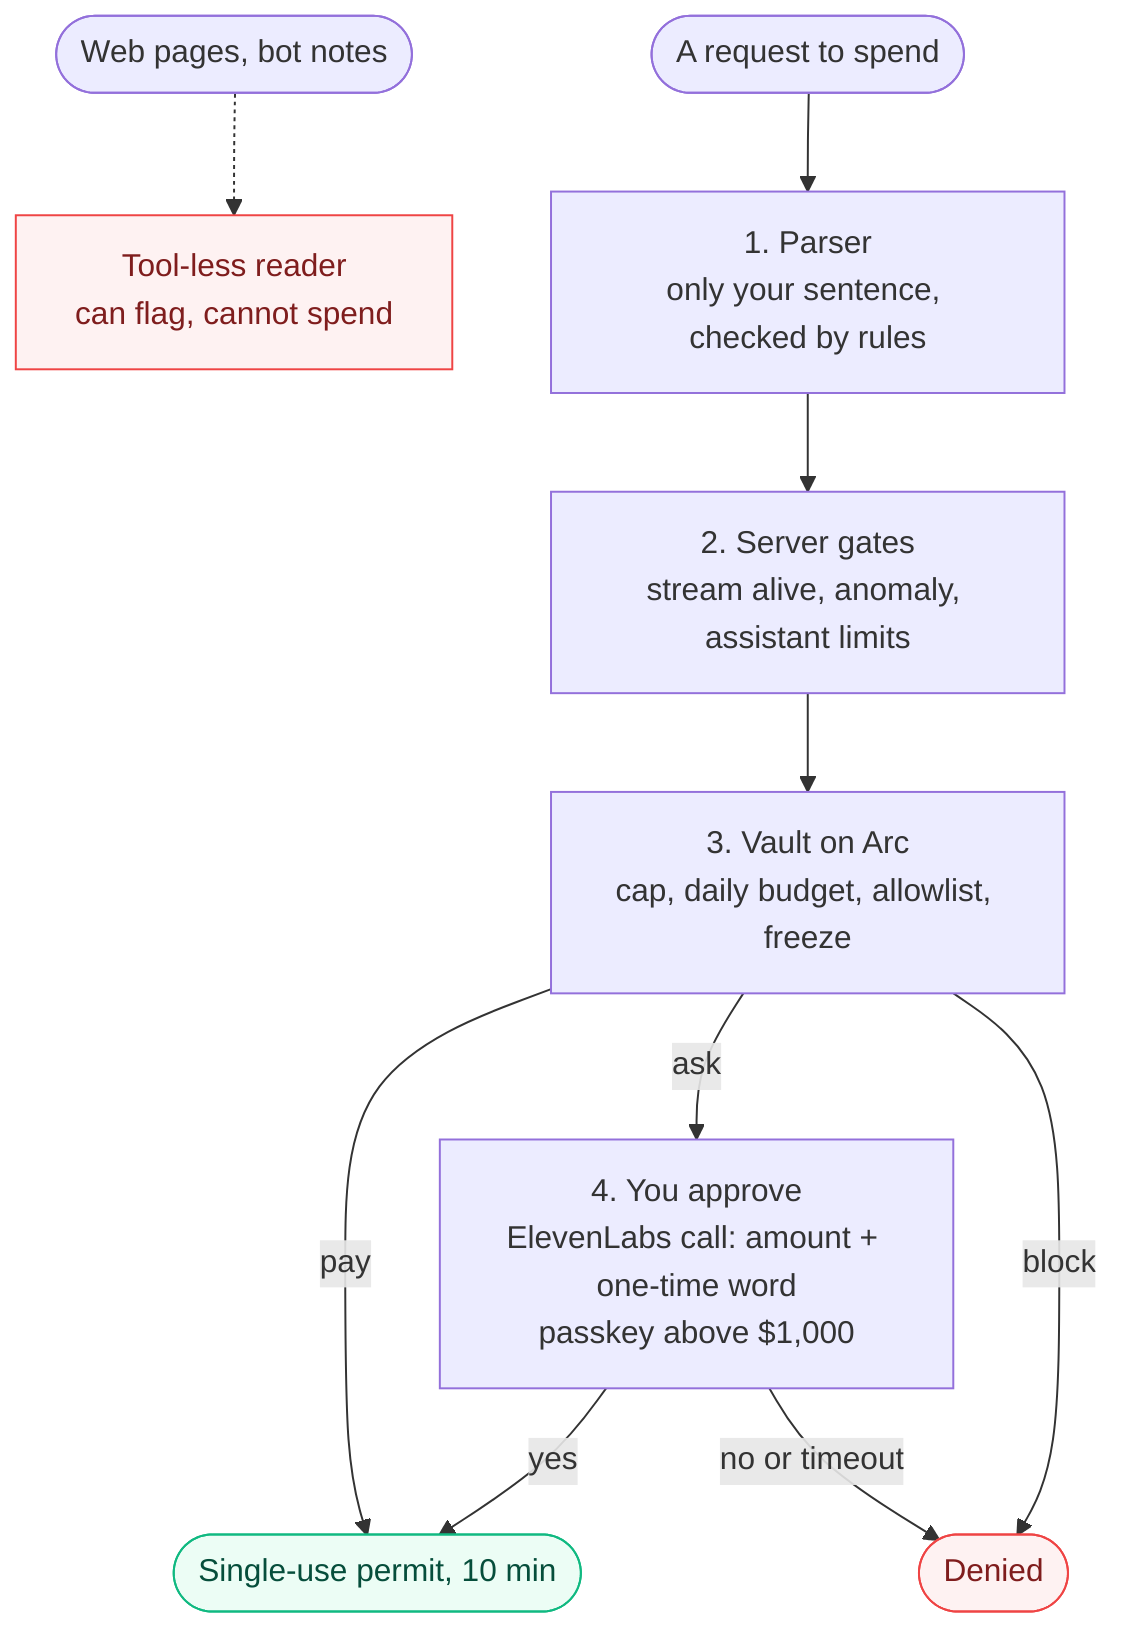 Web pages, bot notes
A request to spend
Tool-less reader
can flag, cannot spend
1. Parser
only your sentence,
checked by rules
2. Server gates
stream alive, anomaly,
assistant limits
3. Vault on Arc
cap, daily budget, allowlist,
freeze
ask
pay
block
4. You approve
ElevenLabs call: amount +
one-time word
passkey above $1,000
yes
no or timeout
Single-use permit, 10 min
Denied